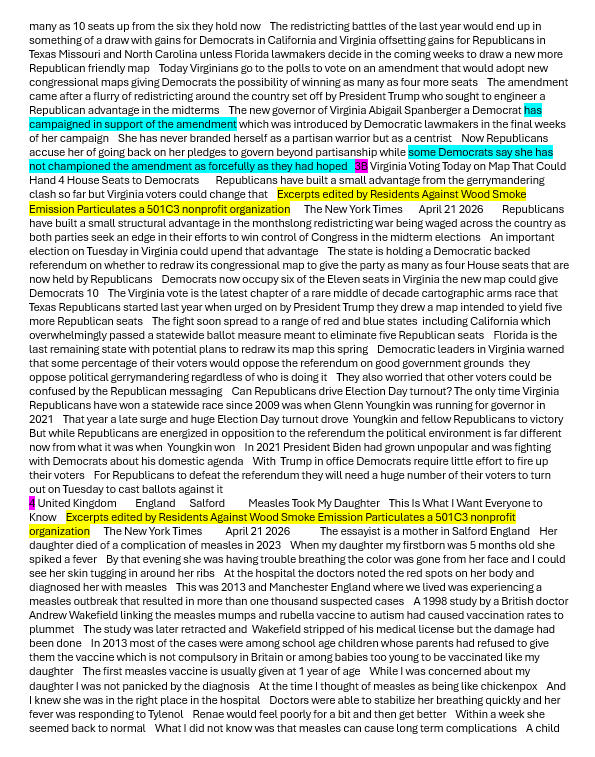 many as 10 seats up from the six they hold now The redistricting battles of the last year would end up in
something of a draw with gains for Democrats in California and Virginia offsetting gains for Republicans in
Texas Missouri and North Carolina unless Florida lawmakers decide in the coming weeks to draw a new more
Republican friendly map Today Virginians go to the polls to vote on an amendment that would adopt new
congressional maps giving Democrats the possibility of winning as many as four more seats The amendment
came after a flurry of redistricting around the country set off by President Trump who sought to engineer a
Republican advantage in the midterms The new governor of Virginia Abigail Spanberger a Democrat has
campaigned in support of the amendment which was introduced by Democratic lawmakers in the final weeks
of her campaign She has never branded herself as a partisan warrior but as a centrist Now Republicans
accuse her of going back on her pledges to govern beyond partisanship while some Democrats say she has
not championed the amendment as forcefully as they had hoped 3B Virginia Voting Today on Map That Could
Hand 4 House Seats to Democrats Republicans have built a small advantage from the gerrymandering
clash so far but Virginia voters could change that Excerpts edited by Residents Against Wood Smoke
Emission Particulates a 501C3 nonprofit organization The New York Times April 21 2026 Republicans
have built a small structural advantage in the monthslong redistricting war being waged across the country as
both parties seek an edge in their efforts to win control of Congress in the midterm elections An important
election on Tuesday in Virginia could upend that advantage The state is holding a Democratic backed
referendum on whether to redraw its congressional map to give the party as many as four House seats that are
now held by Republicans Democrats now occupy six of the Eleven seats in Virginia the new map could give
Democrats 10 The Virginia vote is the latest chapter of a rare middle of decade cartographic arms race that
Texas Republicans started last year when urged on by President Trump they drew a map intended to yield five
more Republican seats The fight soon spread to a range of red and blue states including California which
overwhelmingly passed a statewide ballot measure meant to eliminate five Republican seats Florida is the
last remaining state with potential plans to redraw its map this spring Democratic leaders in Virginia warned
that some percentage of their voters would oppose the referendum on good government grounds they
oppose political gerrymandering regardless of who is doing it They also worried that other voters could be
confused by the Republican messaging Can Republicans drive Election Day turnout? The only time Virginia
Republicans have won a statewide race since 2009 was when Glenn Youngkin was running for governor in
2021 That year a late surge and huge Election Day turnout drove Youngkin and fellow Republicans to victory
But while Republicans are energized in opposition to the referendum the political environment is far different
now from what it was when Youngkin won In 2021 President Biden had grown unpopular and was fighting
with Democrats about his domestic agenda With Trump in office Democrats require little effort to fire up
their voters For Republicans to defeat the referendum they will need a huge number of their voters to turn
out on Tuesday to cast ballots against it
4 United Kingdom England Salford Measles Took My Daughter This Is What I Want Everyone to
Know Excerpts edited by Residents Against Wood Smoke Emission Particulates a 501C3 nonprofit
organization The New York Times April 21 2026 The essayist is a mother in Salford England Her
daughter died of a complication of measles in 2023 When my daughter my firstborn was 5 months old she
spiked a fever By that evening she was having trouble breathing the color was gone from her face and I could
see her skin tugging in around her ribs At the hospital the doctors noted the red spots on her body and
diagnosed her with measles This was 2013 and Manchester England where we lived was experiencing a
measles outbreak that resulted in more than one thousand suspected cases A 1998 study by a British doctor
Andrew Wakefield linking the measles mumps and rubella vaccine to autism had caused vaccination rates to
plummet The study was later retracted and Wakefield stripped of his medical license but the damage had
been done In 2013 most of the cases were among school age children whose parents had refused to give
them the vaccine which is not compulsory in Britain or among babies too young to be vaccinated like my
daughter The first measles vaccine is usually given at 1 year of age While I was concerned about my
daughter I was not panicked by the diagnosis At the time I thought of measles as being like chickenpox And
I knew she was in the right place in the hospital Doctors were able to stabilize her breathing quickly and her
fever was responding to Tylenol Renae would feel poorly for a bit and then get better Within a week she
seemed back to normal What I did not know was that measles can cause long term complications A child